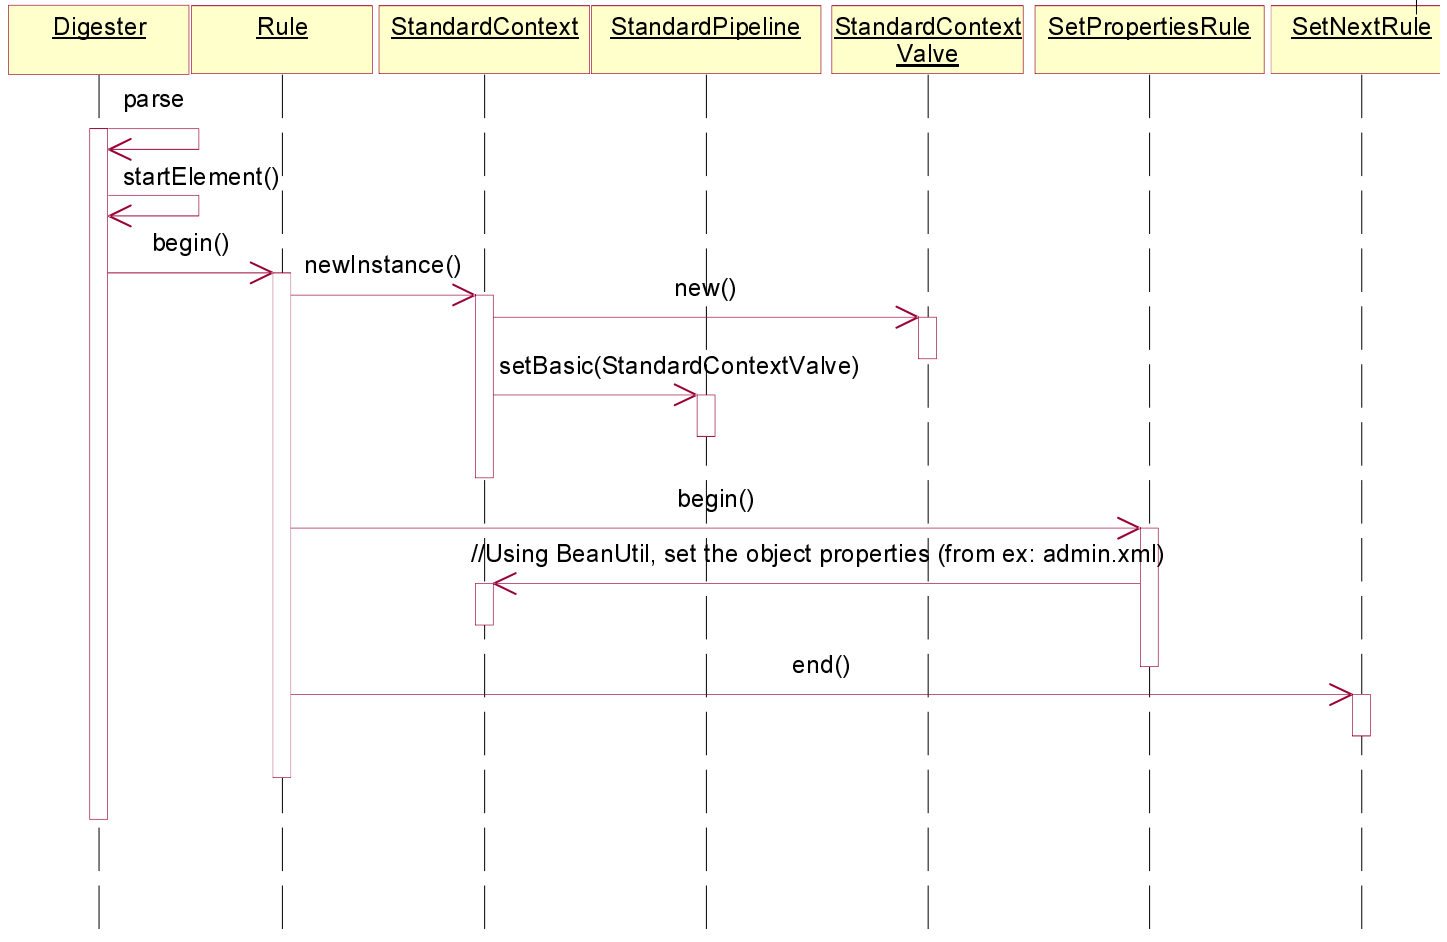 Digester
Rule
StandardContext
StandardPipeline
StandardContext
Valve
SetPropertiesRule
SetNextRule
parse
startElement()
begin()
newInstance()
new()
setBasic(StandardContextValve)
begin()
//Using BeanUtil, set the object properties (from ex: admin.xml)
end()